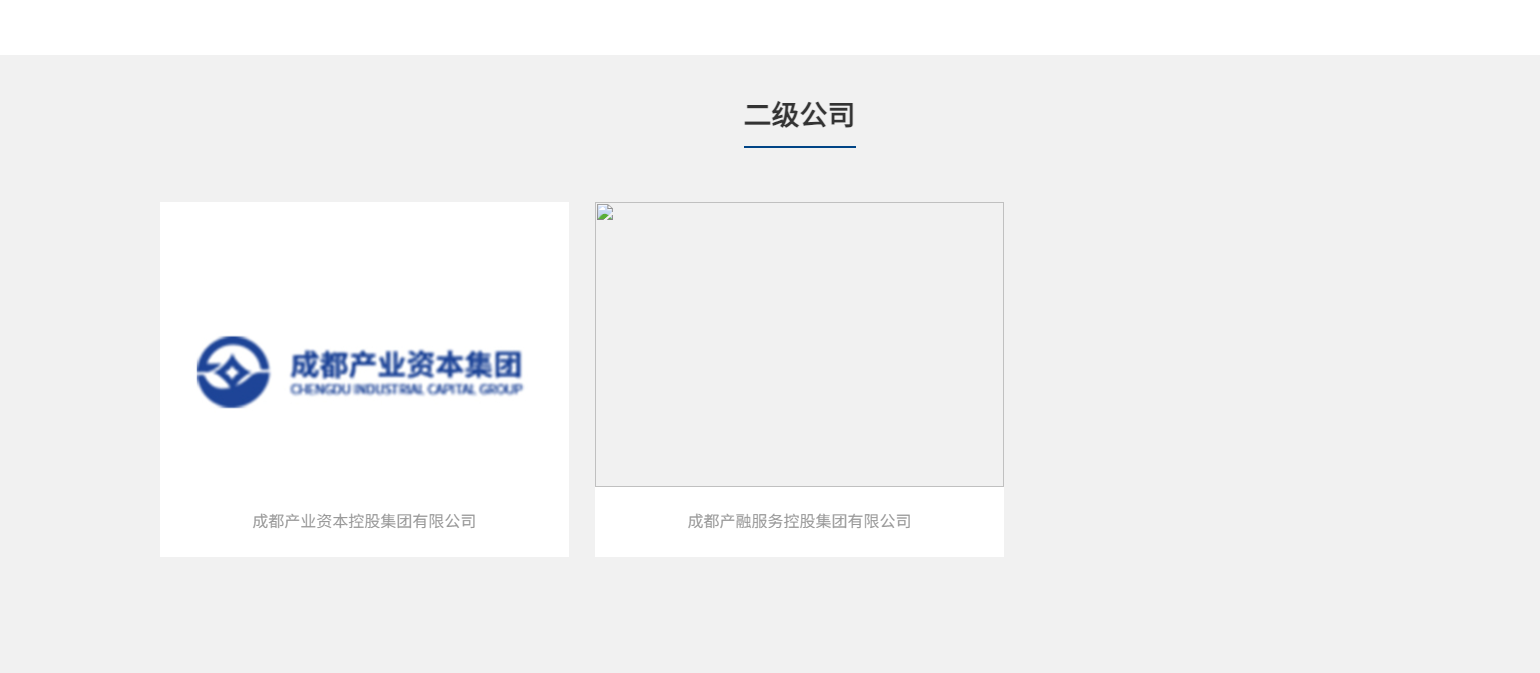 二级公司
成都产业资本集团
CHENGDU INDUSTRIAL CAPITAL GROUP
成都产业资本控股集团有限公司
成都产融服务控股集团有限公司